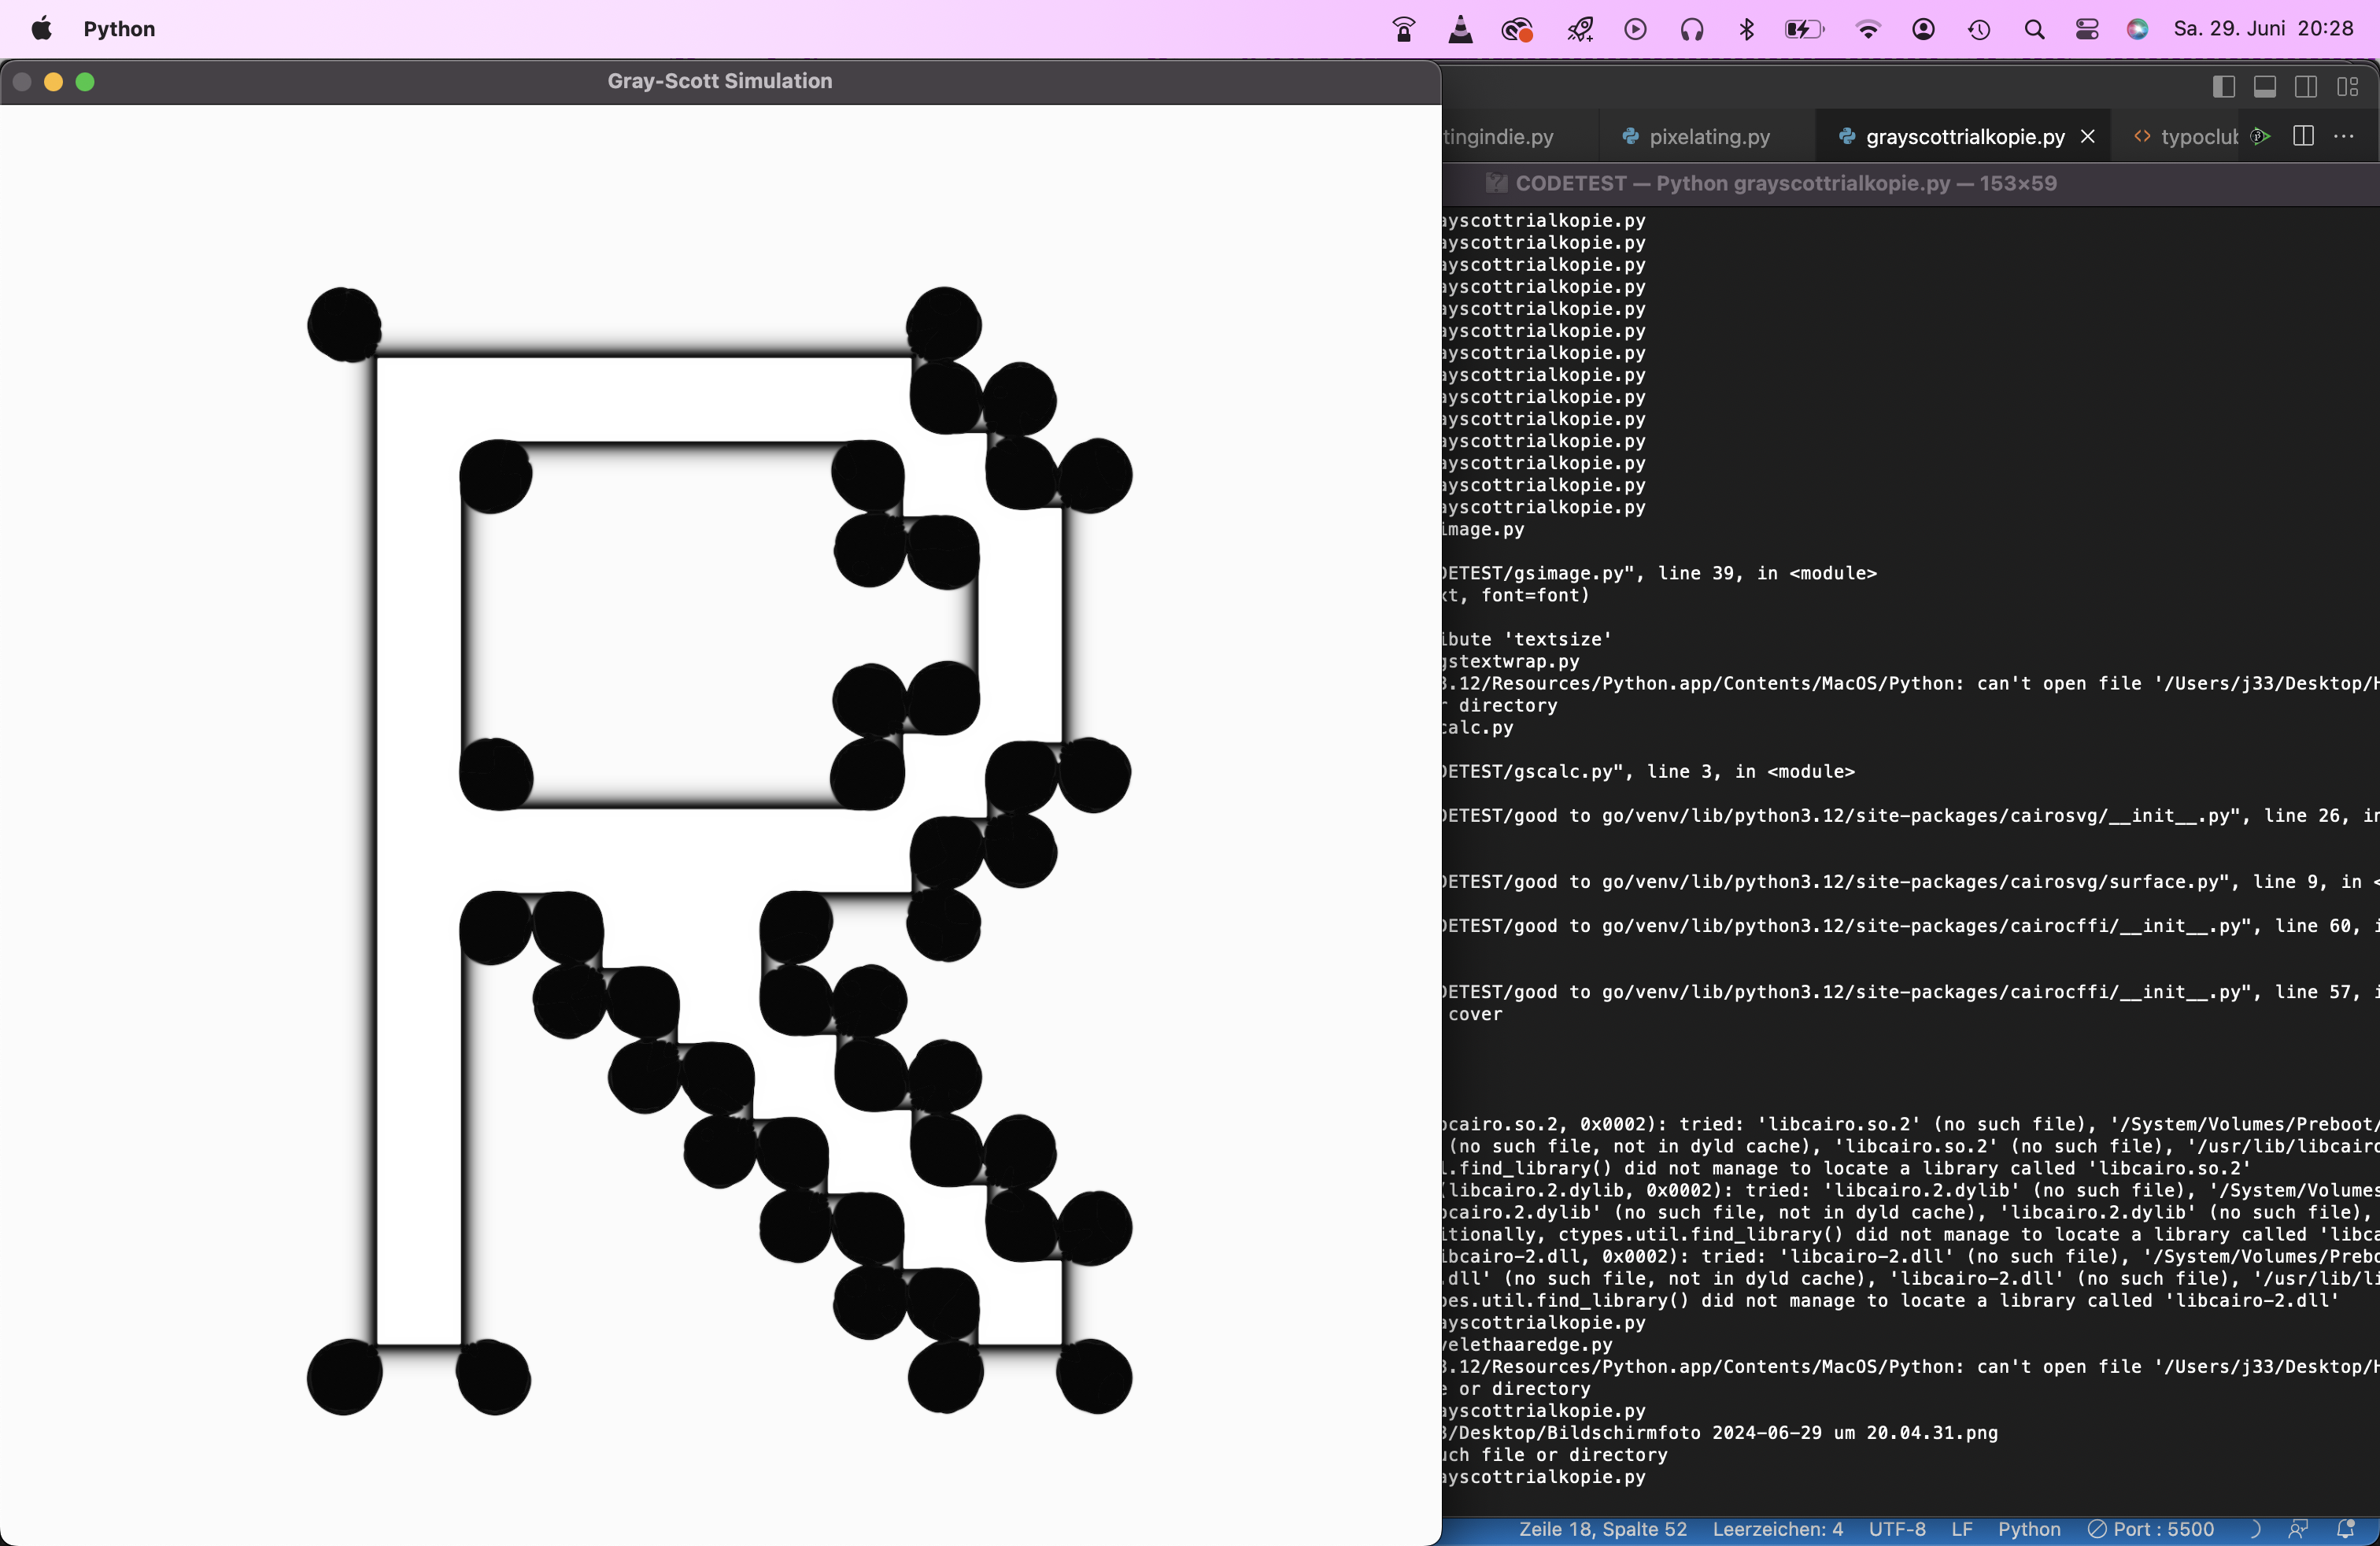 Python
Sa. 29. Juni 20:28
Gray-Scott Simulation
tingindie.py
pixelating.py
grayscottrialkopie.py
typoclub
CODETEST — Python grayscottrialkopie.py — 153×59
ayscottrialkopie.py
ayscottrialkopie.py
ayscottrialkopie.py
ayscottrialkopie.py
ayscottrialkopie.py
ayscottrialkopie.py
ayscottrialkopie.py
ayscottrialkopie.py
ayscottrialkopie.py
ayscottrialkopie.py
ayscottrialkopie.py
ayscottrialkopie.py
ayscottrialkopie.py
ayscottrialkopie.py
image.py
DETEST/gsimage.py", line 39, in <module>
xt, font=font)
ibute 'textsize'
gstextwrap.py
3.12/Resources/Python.app/Contents/MacOS/Python: can't open file '/Users/j33/Desktop/H
r directory
calc.py
DETEST/gscalc.py", line 3, in <module>
DETEST/good to go/venv/lib/python3.12/site-packages/cairosvg/__init__.py", line 26, in
DETEST/good to go/venv/lib/python3.12/site-packages/cairosvg/surface.py", line 9, in <
DETEST/good to go/venv/lib/python3.12/site-packages/cairocffi/__init__.py", line 60, i
DETEST/good to go/venv/lib/python3.12/site-packages/cairocffi/__init__.py", line 57, i
cover
bcairo.so.2, 0x0002): tried: 'libcairo.so.2' (no such file), '/System/Volumes/Preboot/
(no such file, not in dyld cache), 'libcairo.so.2' (no such file), '/usr/lib/libcairo
l.find_library() did not manage to locate a library called 'libcairo.so.2'
(libcairo.2.dylib, 0x0002): tried: 'libcairo.2.dylib' (no such file), '/System/Volumes
bcairo.2.dylib' (no such file, not in dyld cache), 'libcairo.2.dylib' (no such file),
itionally, ctypes.util.find_library() did not manage to locate a library called 'libca
ibcairo-2.dll, 0x0002): tried: 'libcairo-2.dll' (no such file), '/System/Volumes/Prebo
.dll' (no such file, not in dyld cache), 'libcairo-2.dll' (no such file), '/usr/lib/li
pes.util.find_library() did not manage to locate a library called 'libcairo-2.dll'
ayscottrialkopie.py
velethaaredge.py
3.12/Resources/Python.app/Contents/MacOS/Python: can't open file '/Users/j33/Desktop/H
e or directory
ayscottrialkopie.py
3/Desktop/Bildschirmfoto 2024-06-29 um 20.04.31.png
uch file or directory
ayscottrialkopie.py
Zeile 18, Spalte 52 Leerzeichen: 4 UTF-8 LF Python Port : 5500